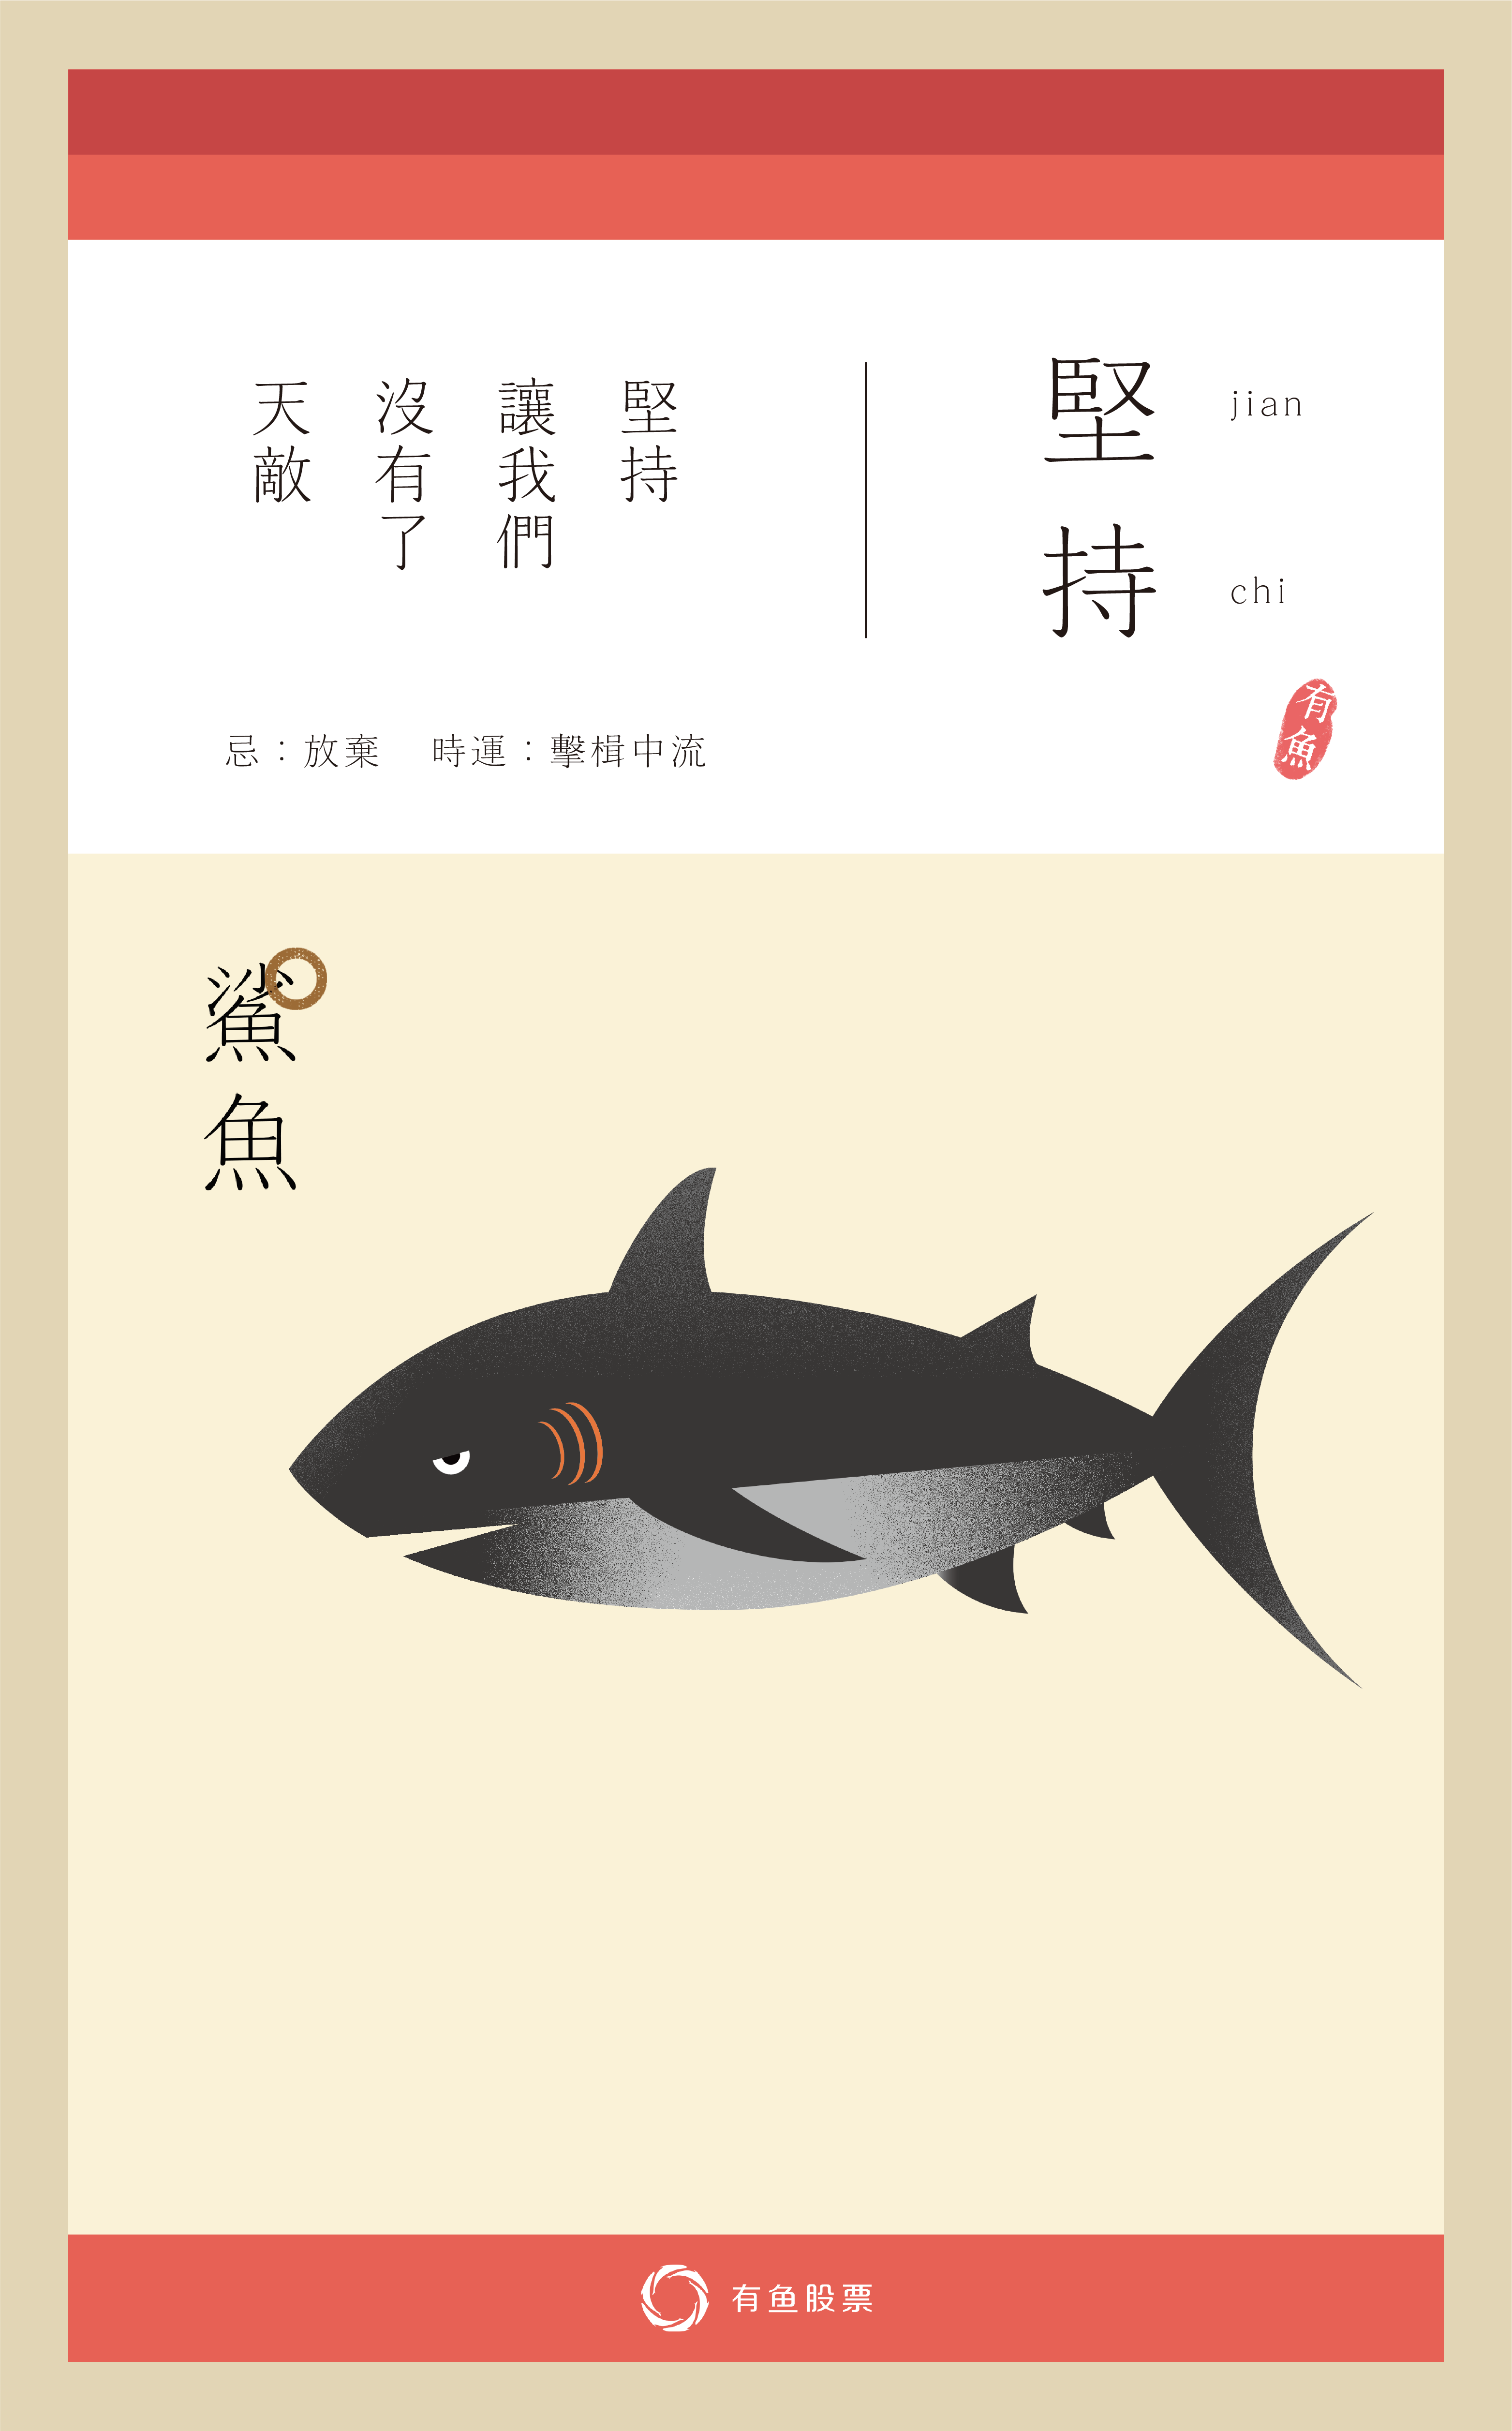 堅持
jian
chi
堅持
讓我們
沒有了
天敵
忌：放棄 時運：擊楫中流
有魚
鯊魚
有鱼股票